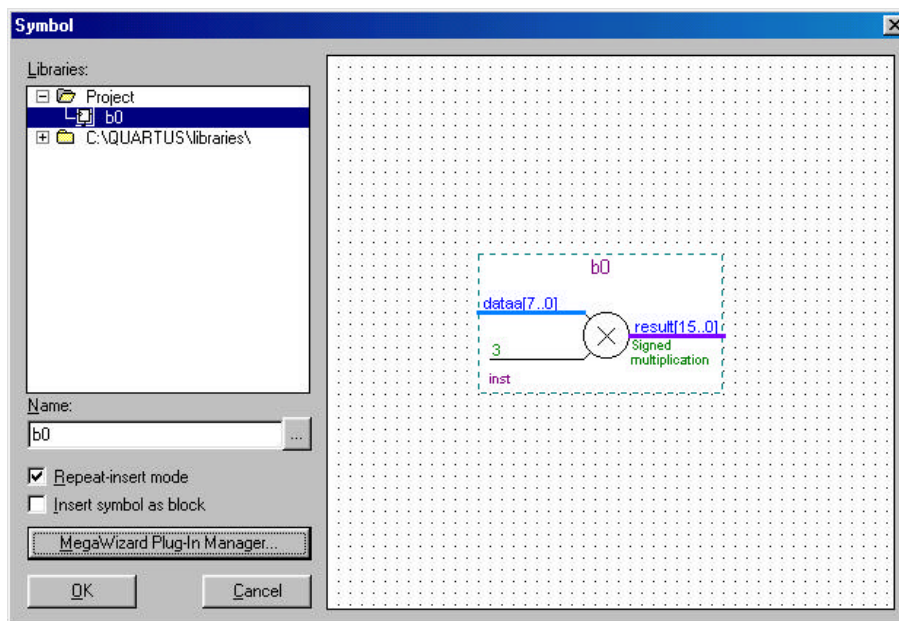 Symbol
Libraries:
Project
b0
C:\QUARTUS\libraries\
Name:
b0
...
Repeat-insert mode
Insert symbol as block
MegaWizard Plug-In Manager...
OK
Cancel
b0
dataa[7..0]
result[15..0]
3
Signed
multiplication
inst